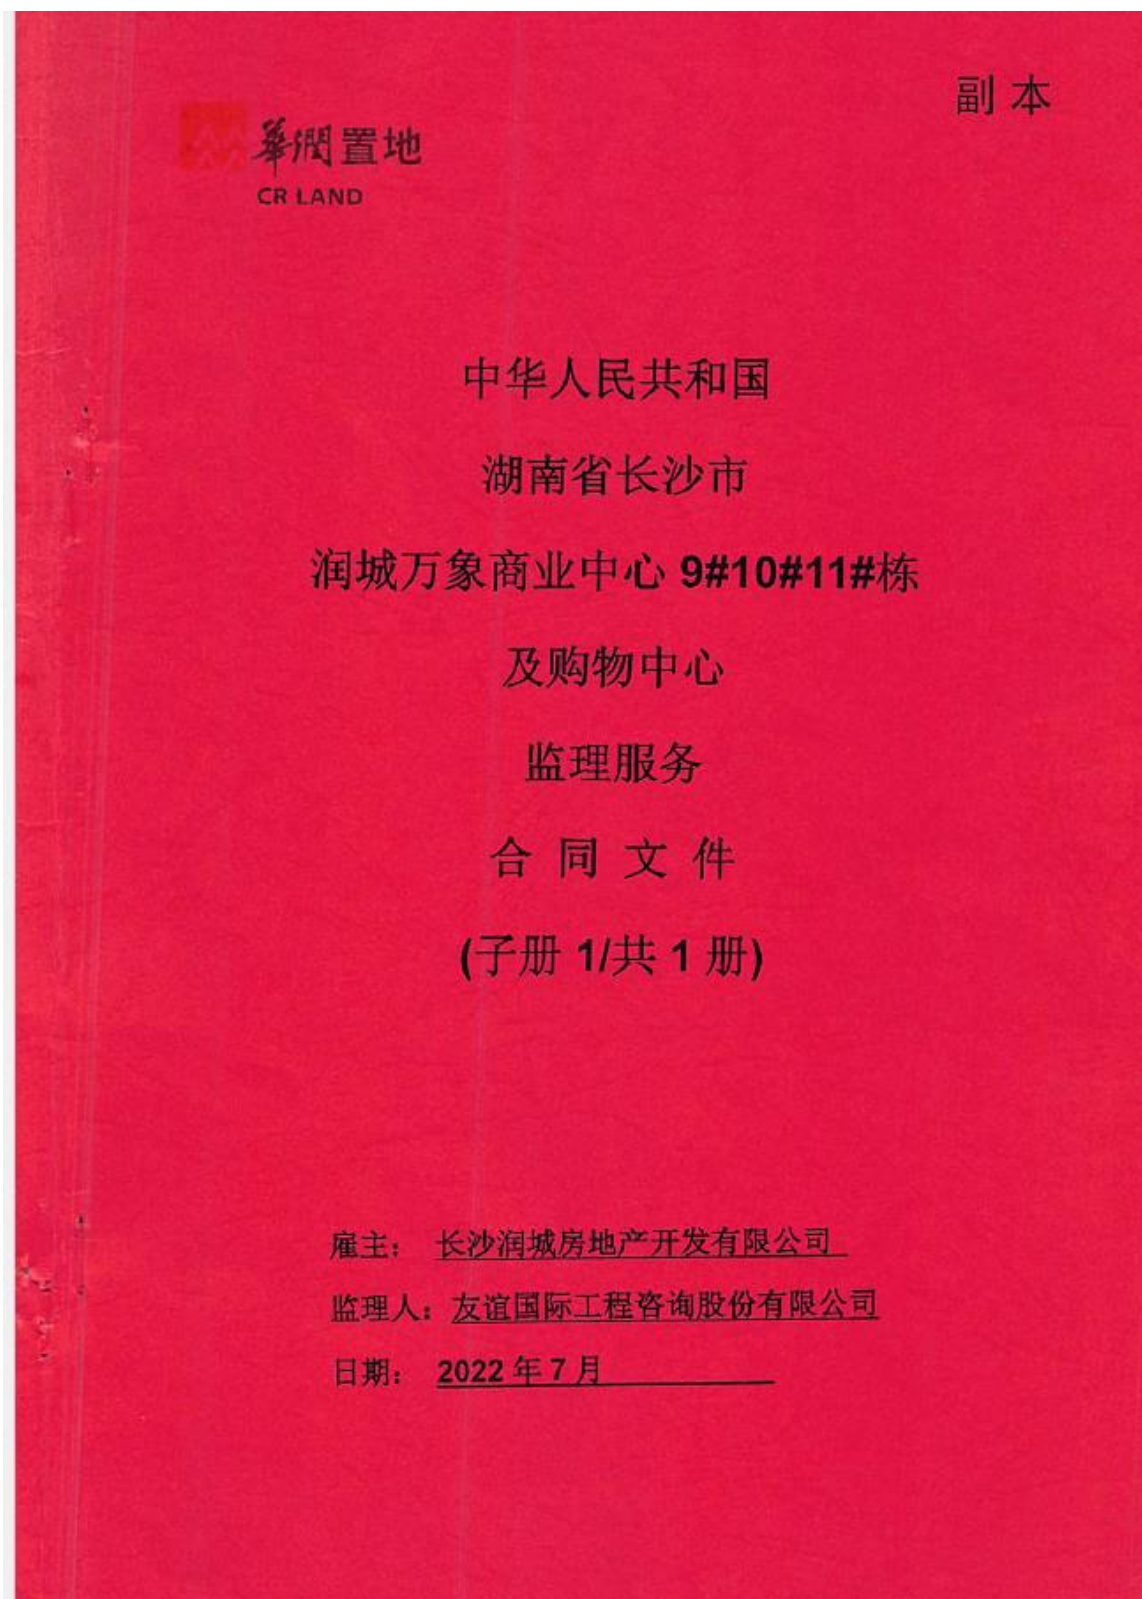 副本
華潤置地
CR LAND
中华人民共和国
湖南省长沙市
润城万象商业中心 9#10#11#栋
及购物中心
监理服务
合同文件
(子册 1/共 1 册)
雇主： 长沙润城房地产开发有限公司
监理人：友谊国际工程咨询股份有限公司
日期： 2022 年 7 月